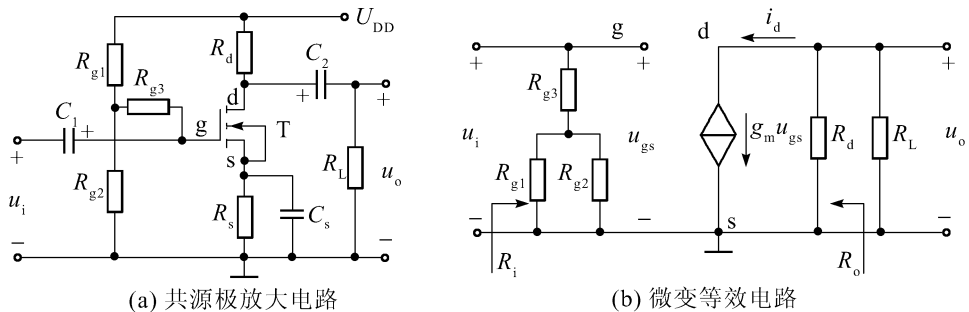 U_DD
R_d
C_2
R_g1
R_g3
d
+
+
C_1
+
g
T
+
s
R_L
u_o
u_i
R_g2
R_s
C_s
−
−
(a) 共源极放大电路
g
d
i_d
+
+
+
R_g3
u_i
u_gs
g_m u_gs
R_d
R_L
u_o
R_g1
R_g2
−
−
s
−
R_i
R_o
(b) 微变等效电路